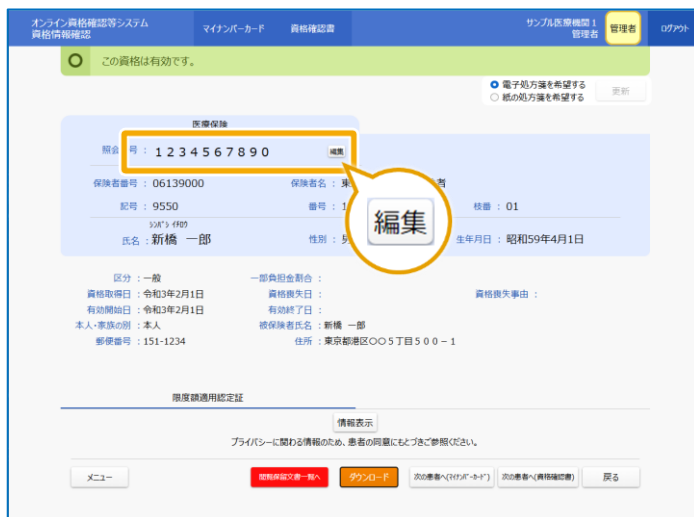 オンライン資格確認等システム
資格情報確認
マイナンバーカード 資格確認書
サンプル医療機関1
管理者
管理者
ログアウト
この資格は有効です。
電子処方箋を希望する
紙の処方箋を希望する
更新
医療保険
照会 号 : 1234567890 編集
保険者番号 : 06139000 保険者名 : 者
記号 : 9550 番号 : 1 枝番 : 01
編集
シンバシ イチロウ
氏名 : 新橋 一郎 性別 : 男 生年月日 : 昭和59年4月1日
区分 : 一般 一部負担金割合 :
資格取得日 : 令和3年2月1日 資格喪失日 : 資格喪失事由 :
有効開始日 : 令和3年2月1日 有効終了日 :
本人・家族の別 : 本人 被保険者氏名 : 新橋 一郎
郵便番号 : 151-1234 住所 : 東京都港区〇〇5丁目500-1
限度額適用認定証
情報表示
プライバシーに関わる情報のため、患者の同意にもとづきご参照ください。
メニュー 閲覧保留文書一覧へ ダウンロード 次の患者へ(マイナンバーカード) 次の患者へ(資格確認書) 戻る